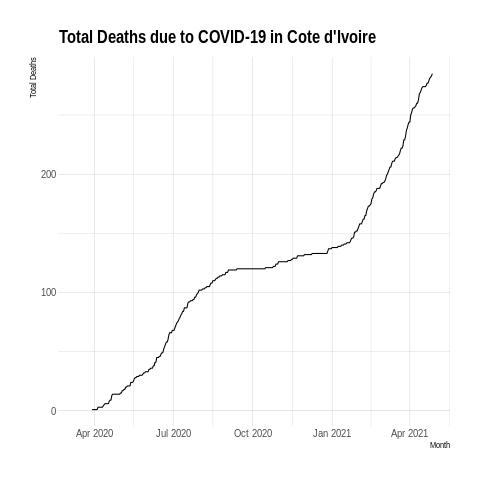 Total Deaths due to COVID-19 in Cote d'Ivoire
Total Deaths
200
100
0
Apr 2020 Jul 2020 Oct 2020 Jan 2021 Apr 2021
Month